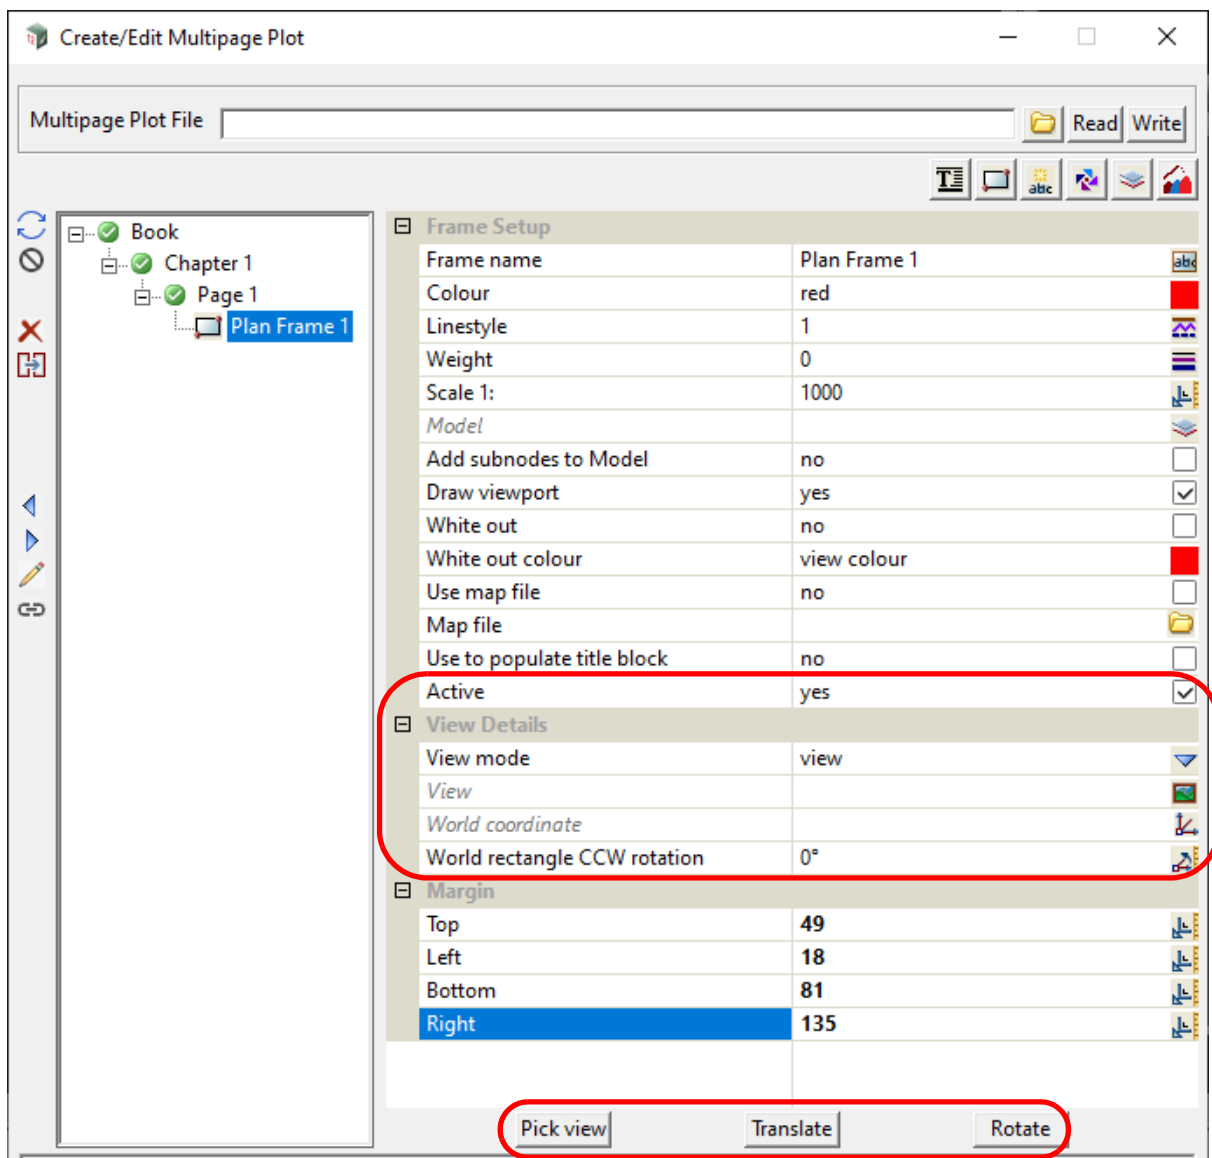 Create/Edit Multipage Plot
Multipage Plot File Read Write
Book
Chapter 1
Page 1
Plan Frame 1
Frame Setup
Frame name Plan Frame 1
Colour red
Linestyle 1
Weight 0
Scale 1: 1000
Model
Add subnodes to Model no
Draw viewport yes
White out no
White out colour view colour
Use map file no
Map file
Use to populate title block no
Active yes
View Details
View mode view
View
World coordinate
World rectangle CCW rotation 0°
Margin
Top 49
Left 18
Bottom 81
Right 135
Pick view Translate Rotate